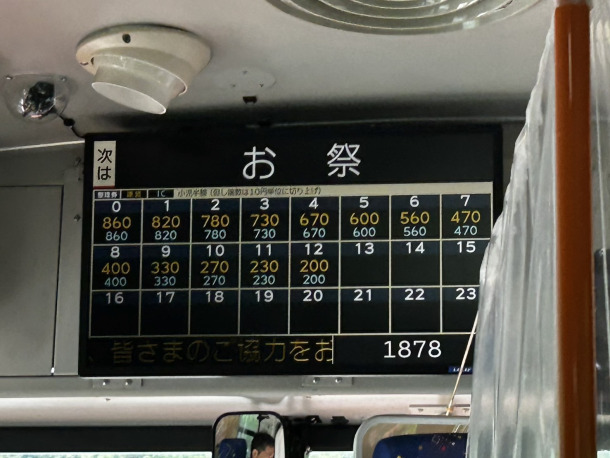 次は
お祭
整理券 運賃 IC 小児半額（但し端数は10円単位に切り上げ）
0 1 2 3 4 5 6 7
860 820 780 730 670 600 560 470
860 820 780 730 670 600 560 470
8 9 10 11 12 13 14 15
400 330 270 230 200
400 330 270 230 200
16 17 18 19 20 21 22 23
、皆さまのご協力をお
1878